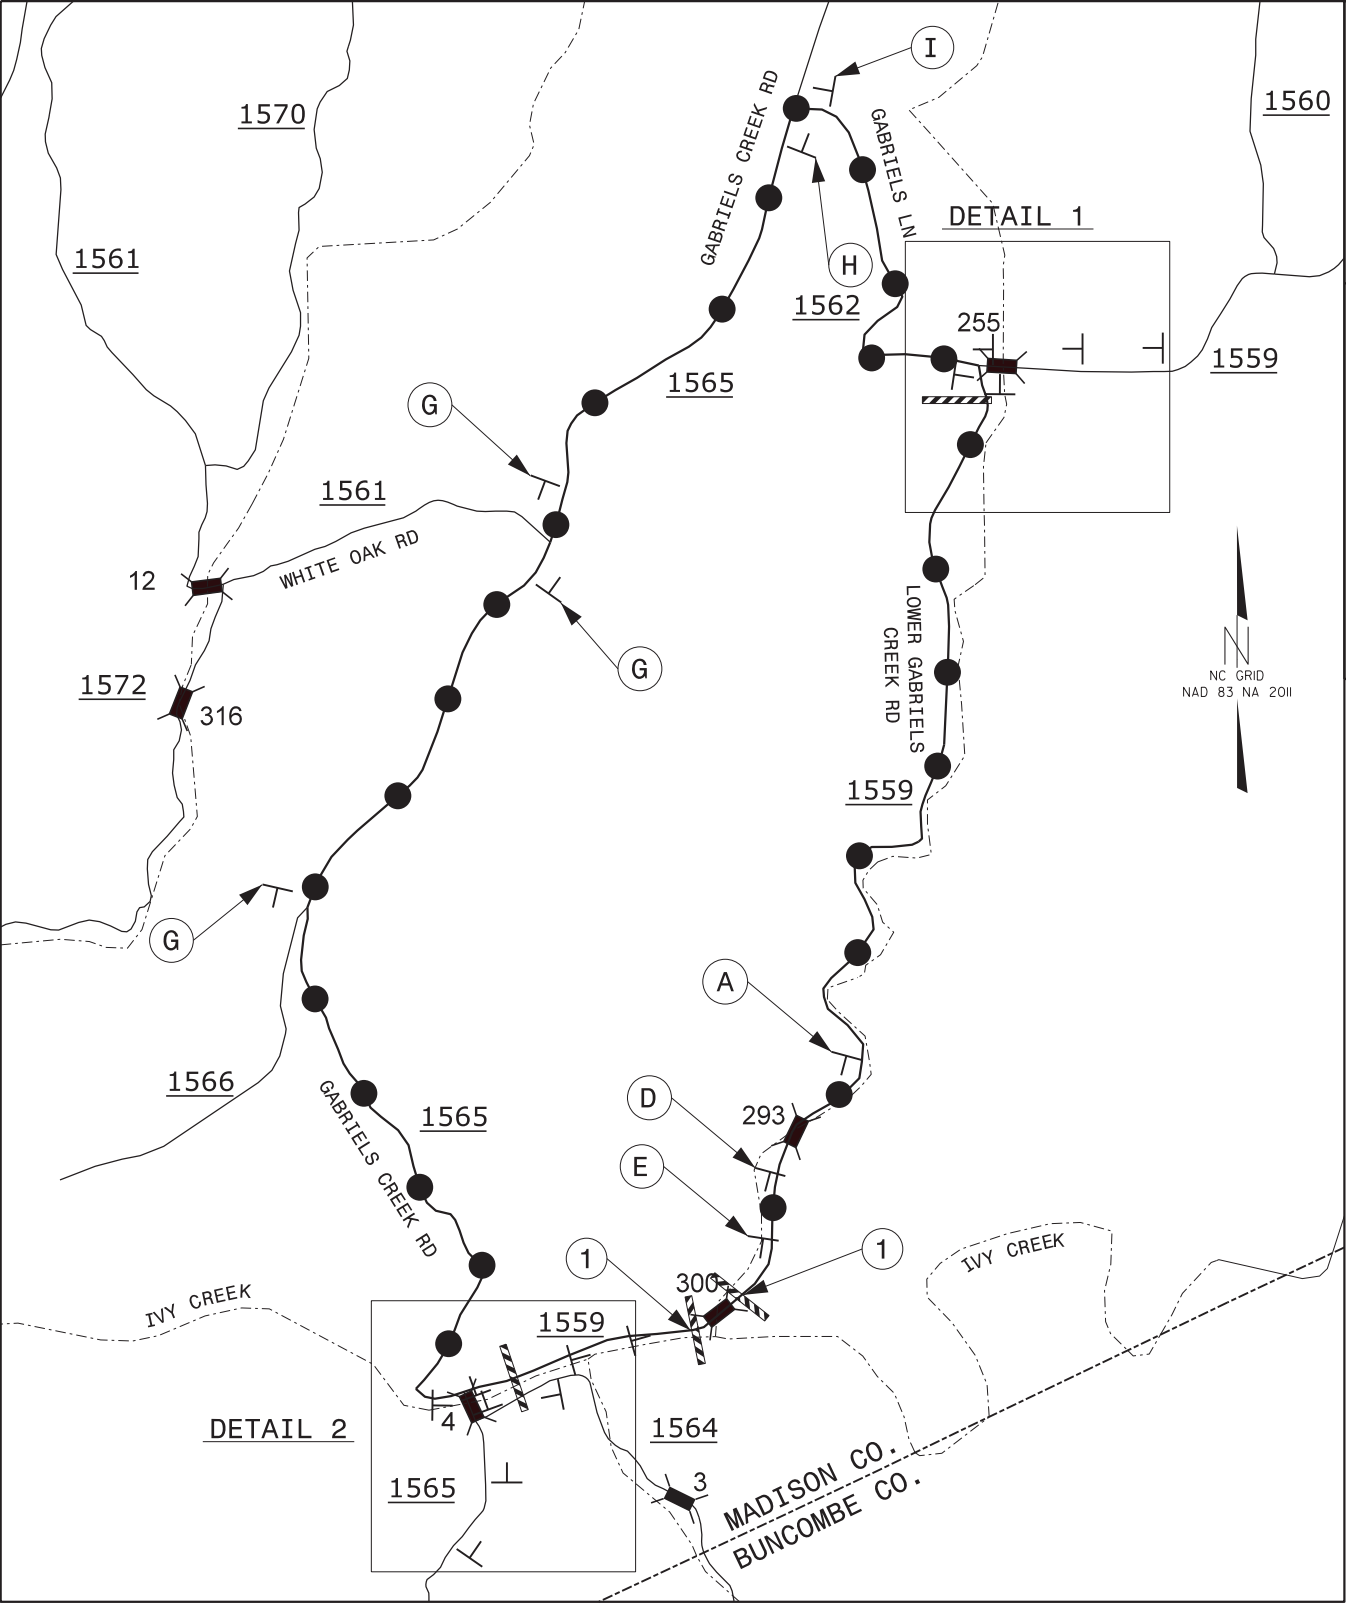 I
1570
1560
GABRIELS CREEK RD
GABRIELS LN
DETAIL 1
1561
H
1562
255
1559
1565
G
1561
WHITE OAK RD
12
LOWER GABRIELS
CREEK RD
G
NC GRID
NAD 83 NA 2011
N
1572
316
1559
G
A
1566
GABRIELS CREEK RD
1565
D
293
E
1
1
300
IVY CREEK
IVY CREEK
1559
DETAIL 2
4
1564
1565
3
MADISON CO.
BUNCOMBE CO.